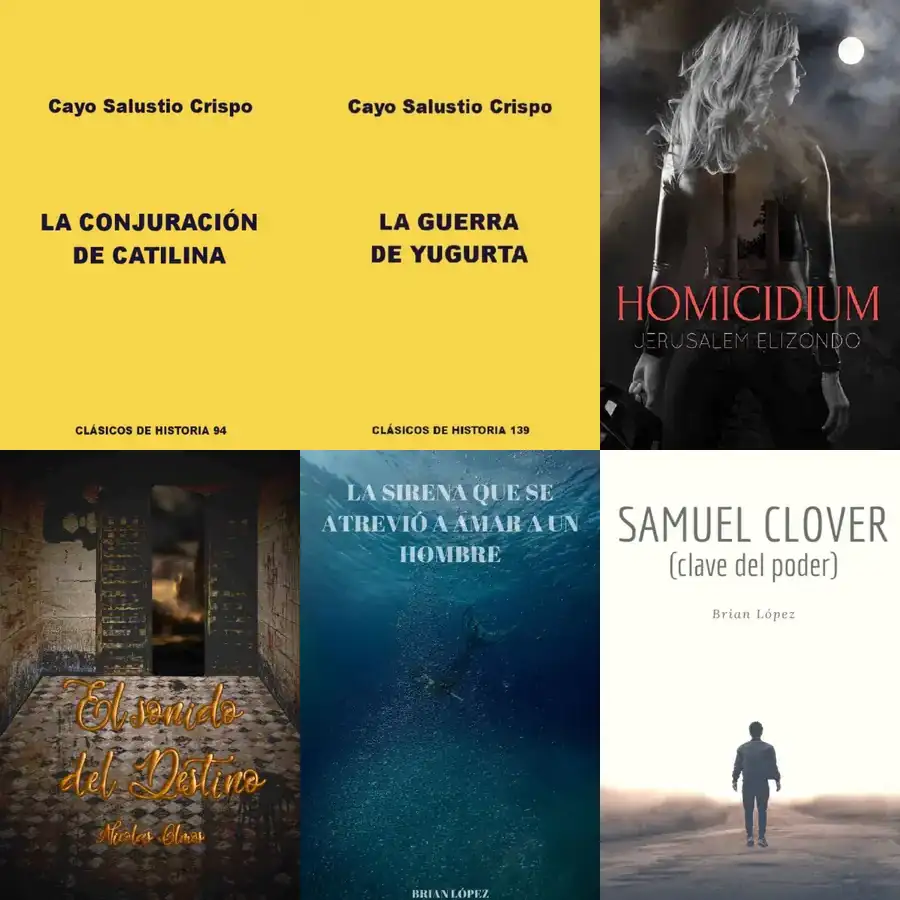 Cayo Salustio Crispo
LA CONJURACIÓN
DE CATILINA
CLÁSICOS DE HISTORIA 94
Cayo Salustio Crispo
LA GUERRA
DE YUGURTA
CLÁSICOS DE HISTORIA 139
HOMICIDIUM
JERUSALEM ELIZONDO
El sonido
del Destino
Nicolas Olmos
LA SIRENA QUE SE
ATREVIÓ A AMAR A UN
HOMBRE
BRIAN LÓPEZ
SAMUEL CLOVER
(clave del poder)
Brian López